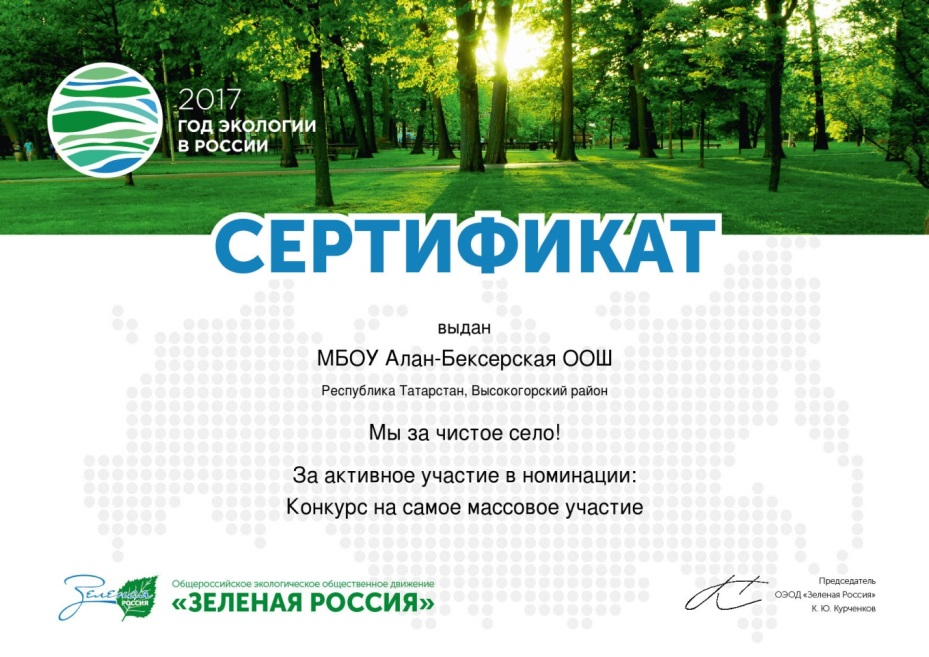 2017
ГОД ЭКОЛОГИИ
В РОССИИ
СЕРТИФИКАТ
выдан
МБОУ Алан-Бексерская ООШ
Республика Татарстан, Высокогорский район
Мы за чистое село!
За активное участие в номинации:
Конкурс на самое массовое участие
Зеленая
РОССИЯ
Общероссийское экологическое общественное движение
«ЗЕЛЕНАЯ РОССИЯ»
Председатель
ОЭОД «Зеленая Россия»
К. Ю. Курченков